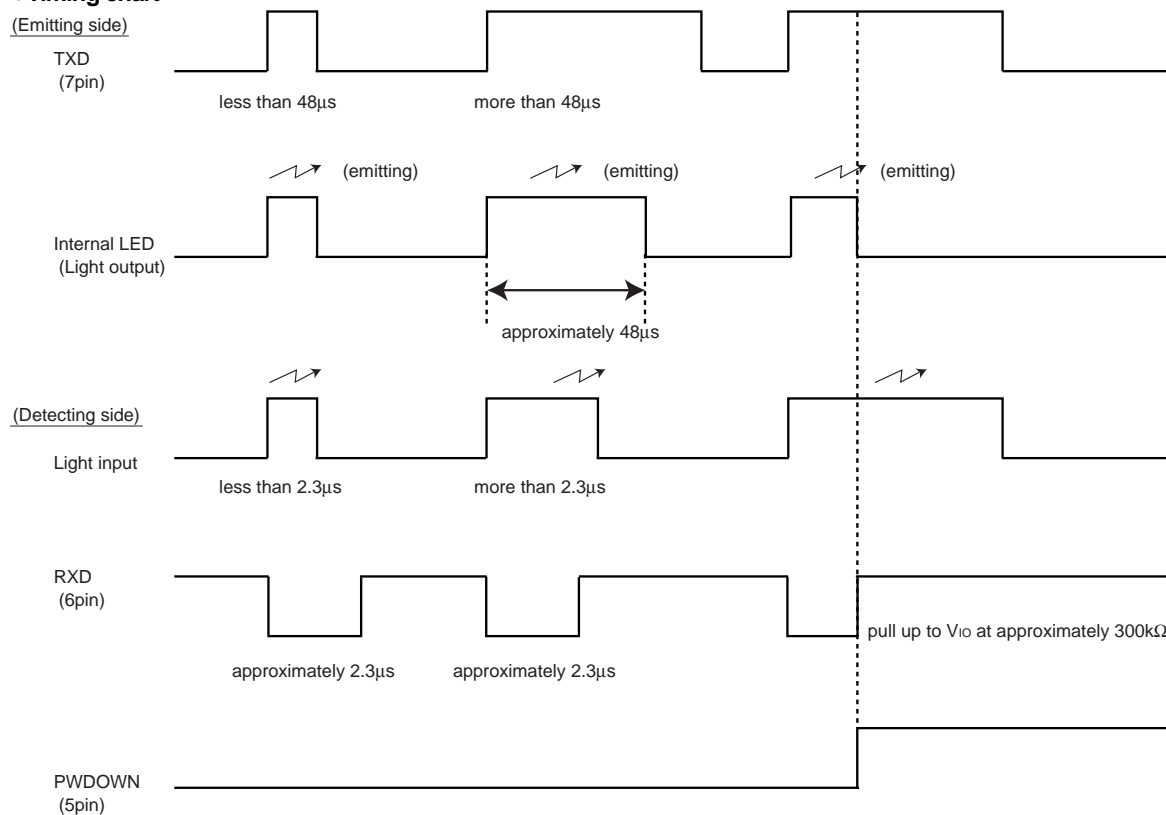 (Emitting side)
TXD
(7pin)
less than 48μs
more than 48μs
(emitting)
(emitting)
(emitting)
Internal LED
(Light output)
approximately 48μs
(Detecting side)
Light input
less than 2.3μs
more than 2.3μs
RXD
(6pin)
pull up to VIO at approximately 300kΩ
approximately 2.3μs
approximately 2.3μs
PWDOWN
(5pin)